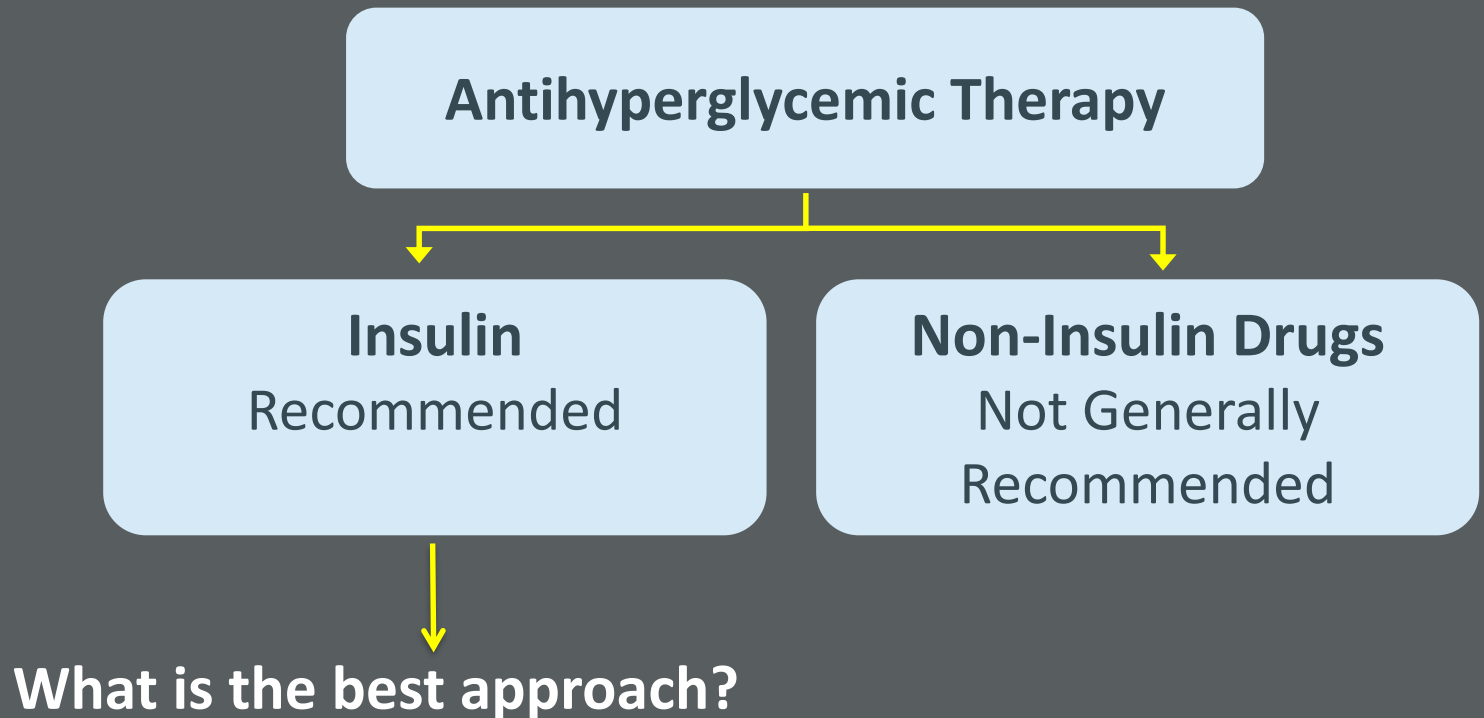 Antihyperglycemic Therapy
Insulin
Recommended
Non-Insulin Drugs
Not Generally
Recommended
What is the best approach?